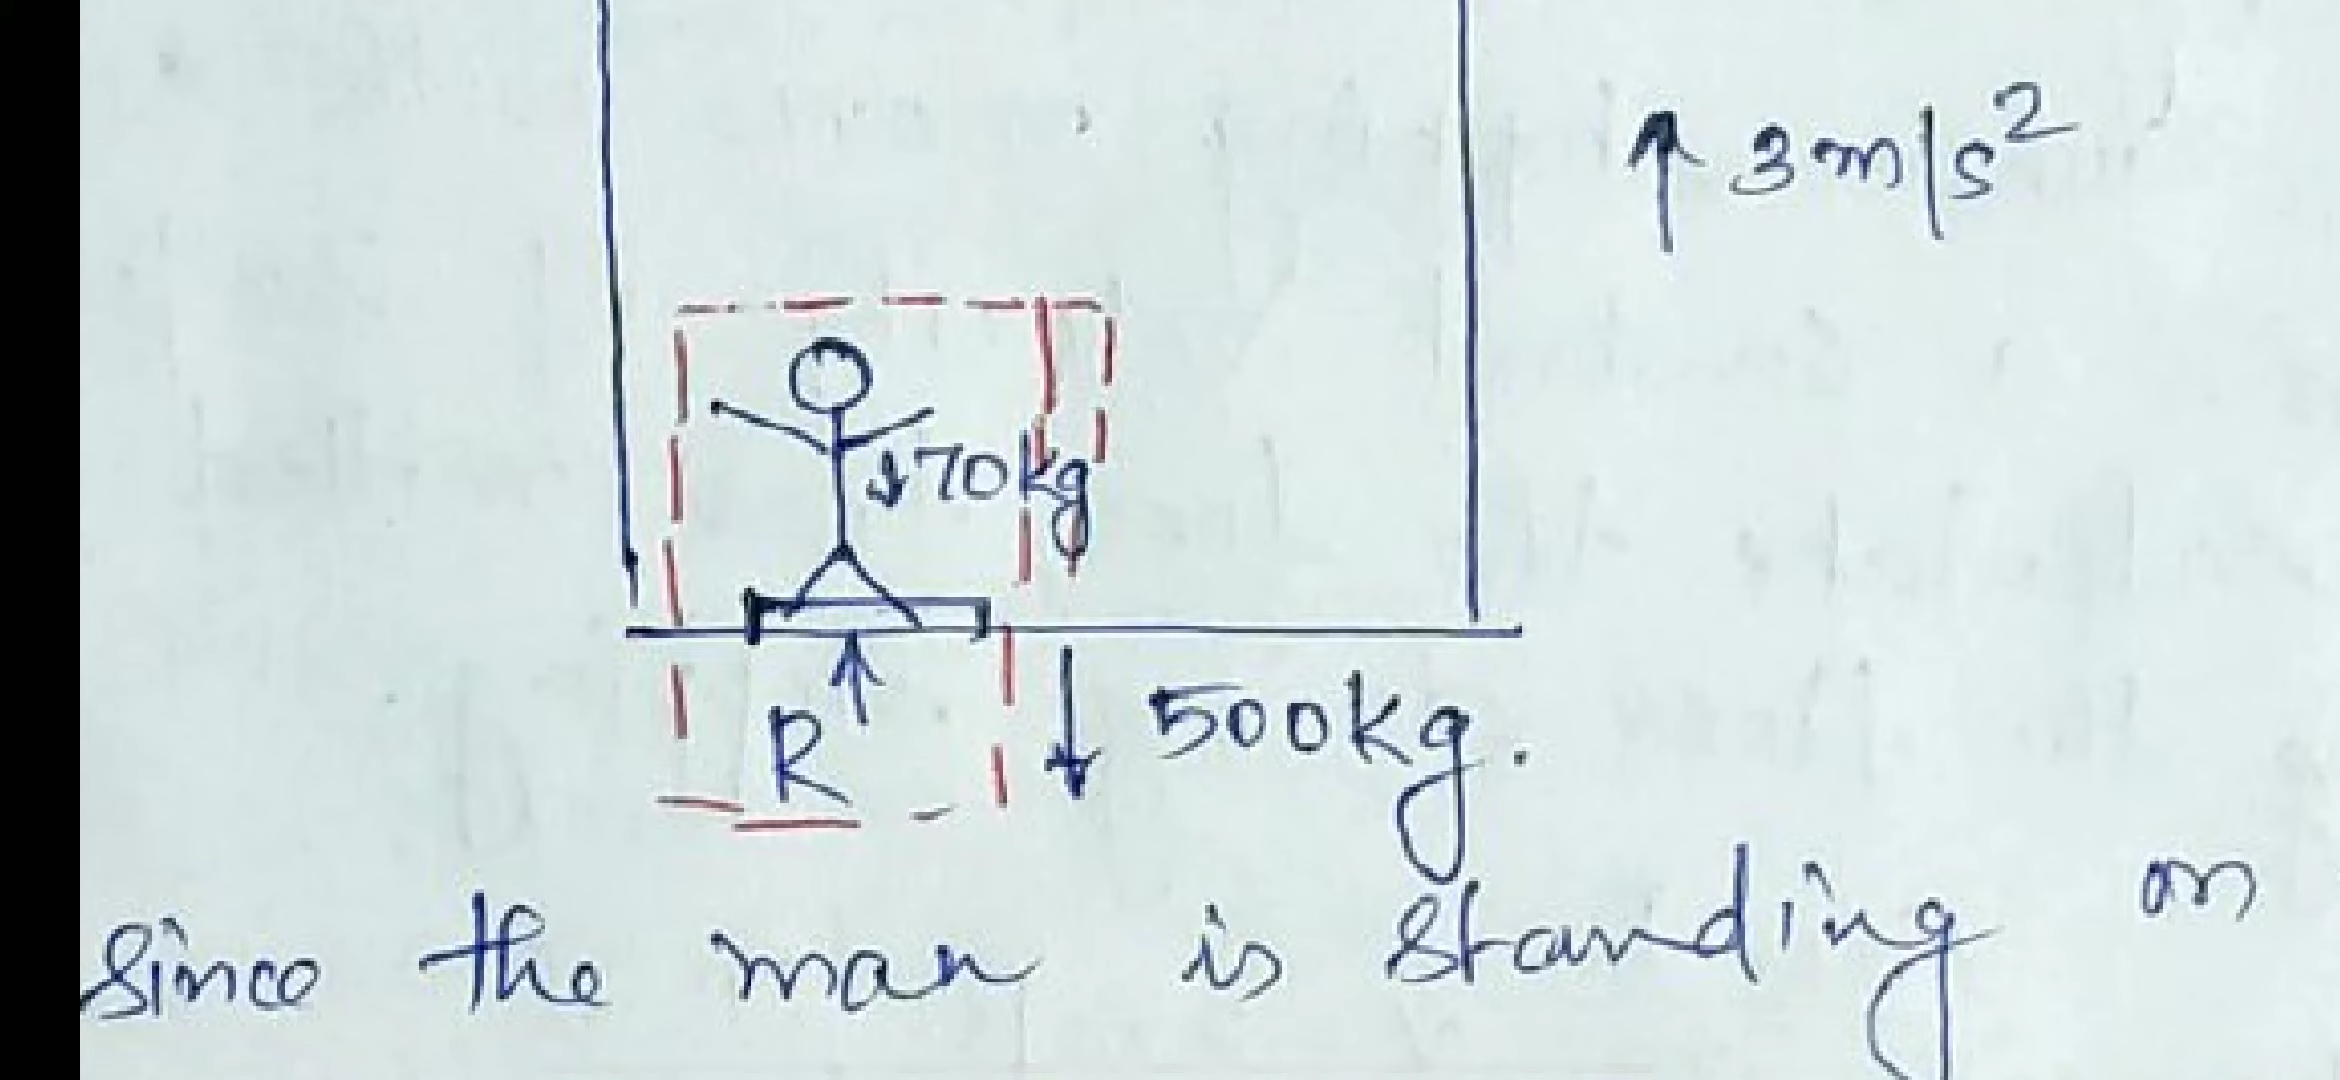 ↑ 3m/s²
↓70kg
R
↓ 500kg.
Since the man is standing on